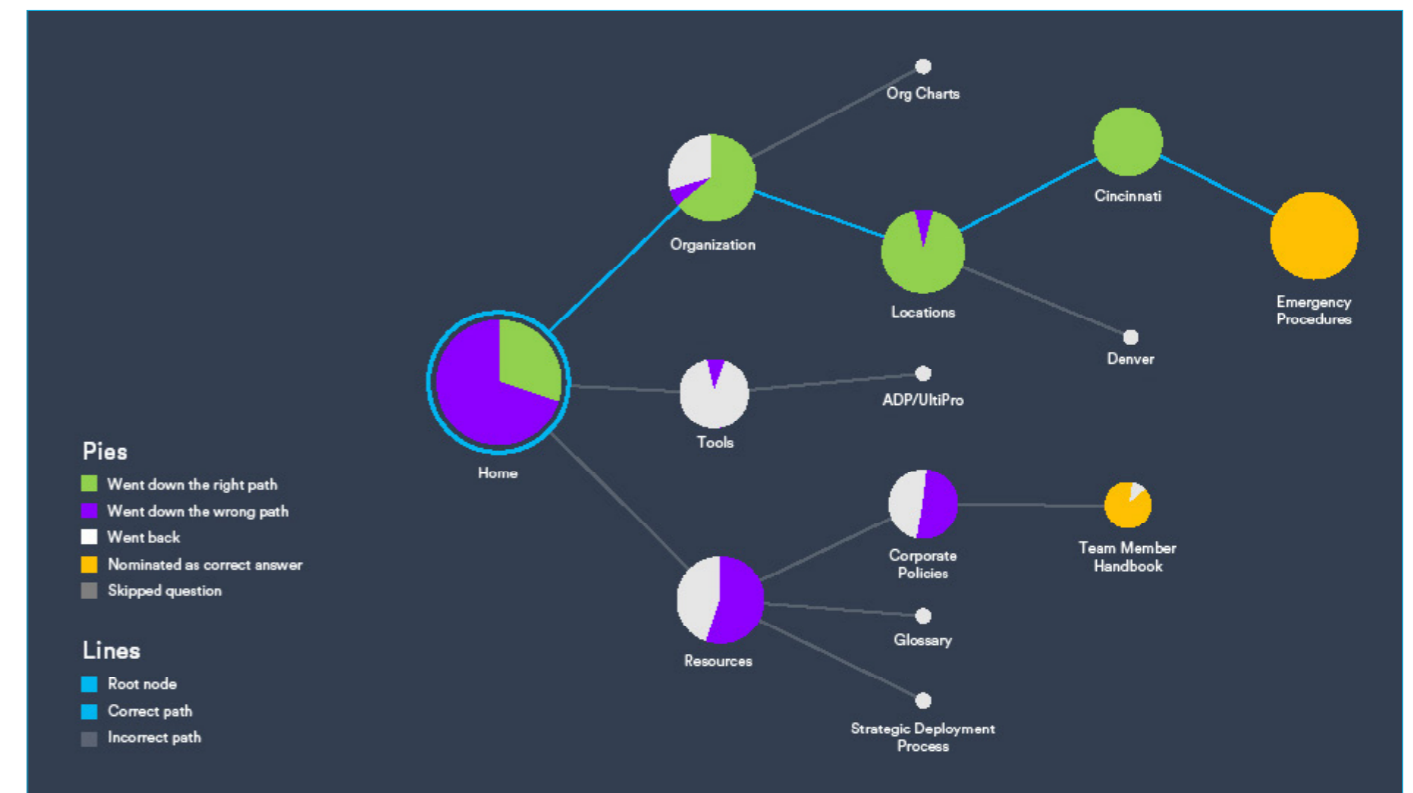 Org Charts
Cincinnati
Organization
Emergency
Procedures
Locations
Denver
ADP/UltiPro
Tools
Home
Corporate
Policies
Team Member
Handbook
Glossary
Resources
Strategic Deployment
Process
Pies
Went down the right path
Went down the wrong path
Went back
Nominated as correct answer
Skipped question
Lines
Root node
Correct path
Incorrect path